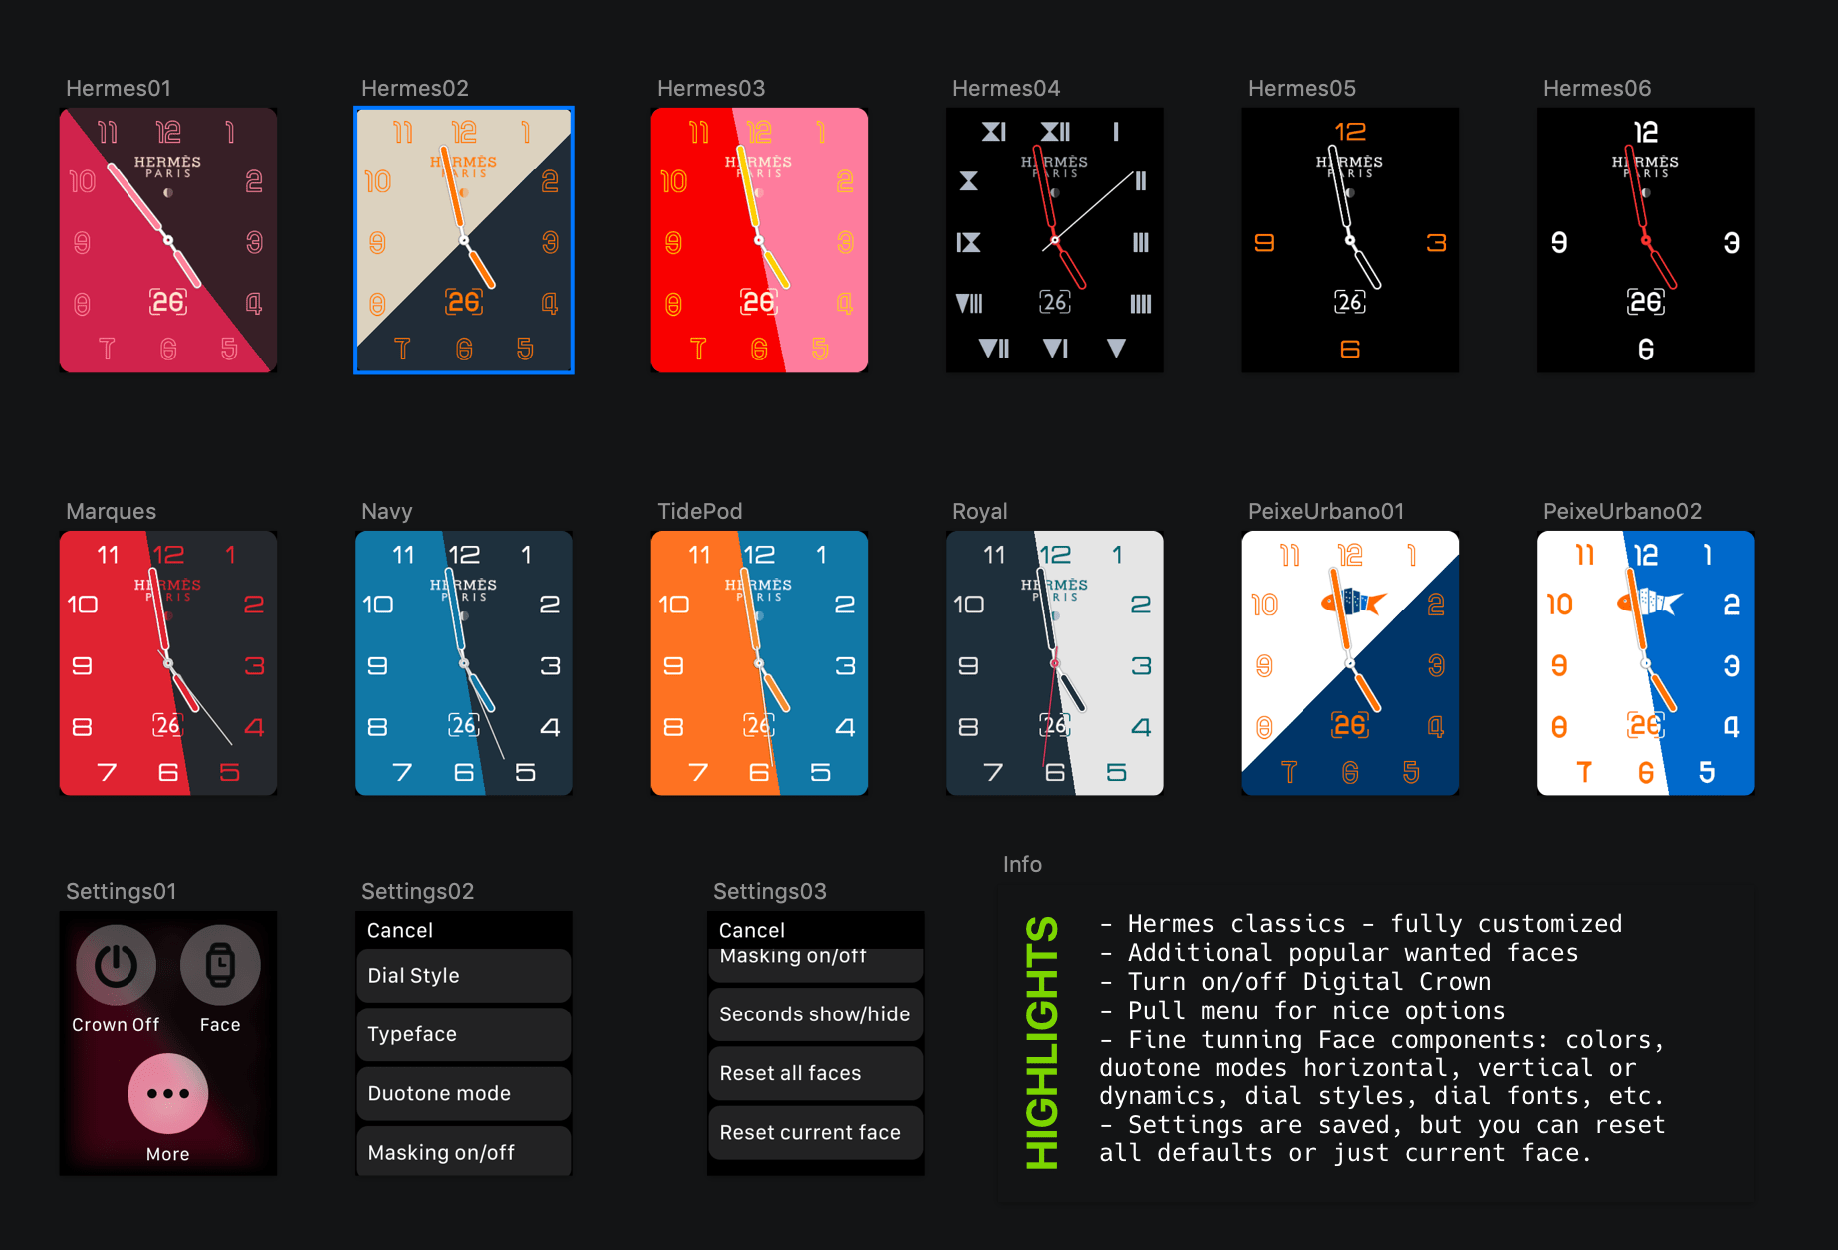 Hermes01
Hermes02
Hermes03
Hermes04
Hermes05
Hermes06
11 12 1
HERMÈS
PARIS
10 2
9 3
8 26 4
7 6 5
11 12 1
HERMÈS
PARIS
10 2
9 3
8 26 4
7 6 5
11 12 1
HERMÈS
PARIS
10 2
9 3
8 26 4
7 6 5
XI XII I
HERMÈS
PARIS
X II
IX III
VIII 26 IIII
VII VI V
12
HERMÈS
PARIS
9 3
26
6
12
HERMÈS
PARIS
9 3
26
6
Marques
Navy
TidePod
Royal
PeixeUrbano01
PeixeUrbano02
11 12 1
HERMÈS
PARIS
10 2
9 3
8 26 4
7 6 5
11 12 1
HERMÈS
PARIS
10 2
9 3
8 26 4
7 6 5
11 12 1
HERMÈS
PARIS
10 2
9 3
8 26 4
7 6 5
11 12 1
HERMÈS
PARIS
10 2
9 3
8 26 4
7 6 5
11 12 1
10 2
9 3
8 26 4
7 6 5
11 12 1
10 2
9 3
8 26 4
7 6 5
Settings01
Crown Off
Face
More
Settings02
Cancel
Dial Style
Typeface
Duotone mode
Masking on/off
Settings03
Cancel
Masking on/off
Seconds show/hide
Reset all faces
Reset current face
Info
HIGHLIGHTS
- Hermes classics - fully customized
- Additional popular wanted faces
- Turn on/off Digital Crown
- Pull menu for nice options
- Fine tunning Face components: colors,
duotone modes horizontal, vertical or
dynamics, dial styles, dial fonts, etc.
- Settings are saved, but you can reset
all defaults or just current face.